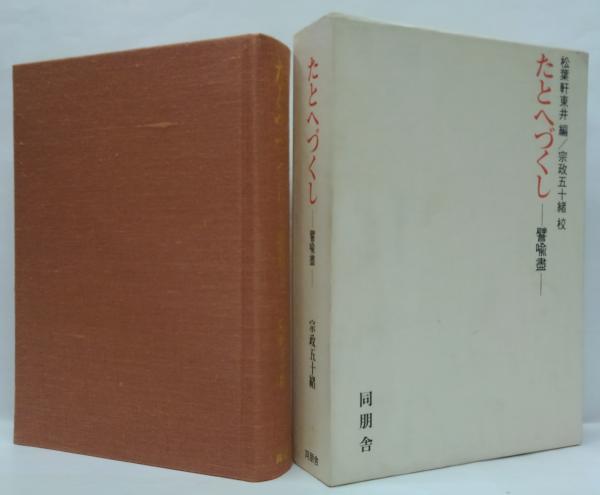 松葉軒東井 編／宗政五十緒 校
たとへづくし
―譬喩盡―
同朋舎
たとへづくし
―譬喩盡―
宗政五十緒
同朋舎